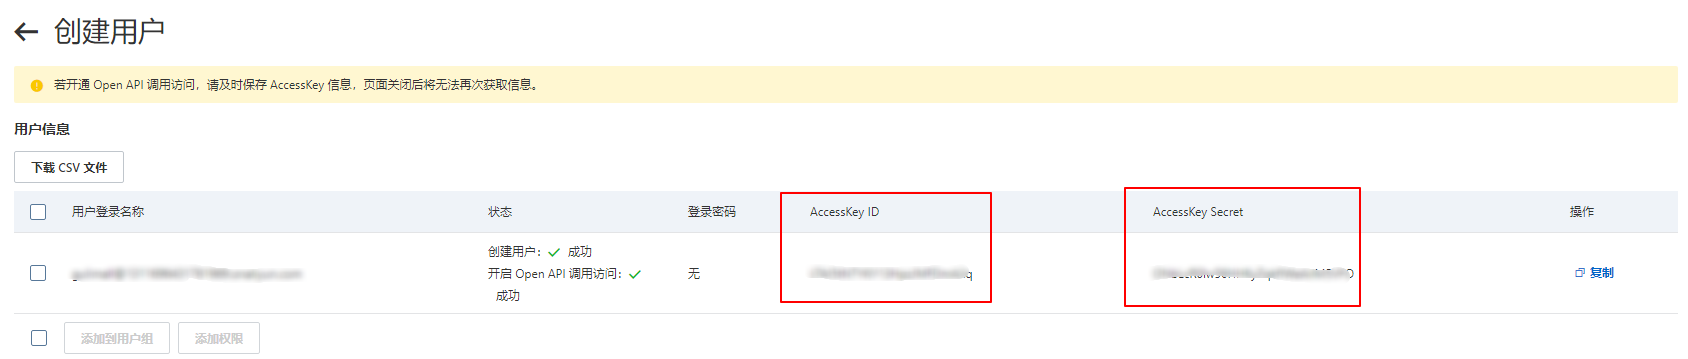 创建用户
若开通 Open API 调用访问，请及时保存 AccessKey 信息，页面关闭后将无法再次获取信息。
用户信息
下载 CSV 文件
用户登录名称 状态 登录密码 AccessKey ID AccessKey Secret 操作
创建用户： 成功
开启 Open API 调用访问：
成功
无
复制
添加到用户组 添加权限